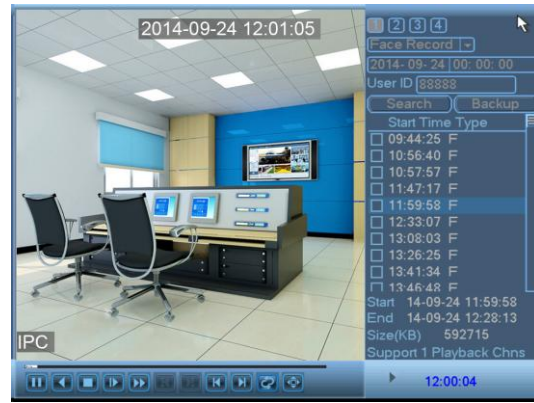 2014-09-24 12:01:05
IPC
1 2 3 4
Face Record
2014- 09- 24 00: 00: 00
User ID 88888
Search Backup
Start Time Type
09:44:25 F
10:56:40 F
10:57:57 F
11:47:17 F
11:59:58 F
12:33:07 F
13:08:03 F
13:26:25 F
13:41:34 F
13:46:48 F
Start 14-09-24 11:59:58
End 14-09-24 12:28:13
Size(KB) 592715
Support 1 Playback Chns
12:00:04